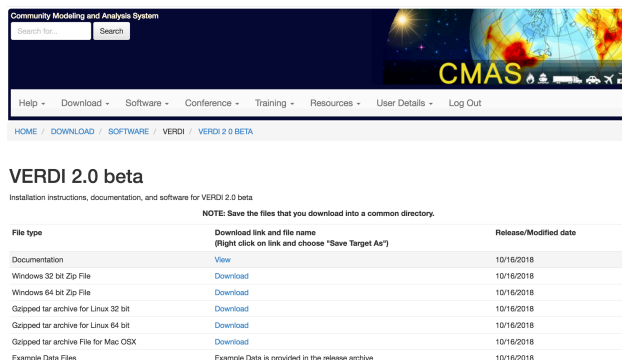 Community Modeling and Analysis System
Search for... Search
CMAS
Help Download Software Conference Training Resources User Details Log Out
HOME / DOWNLOAD / SOFTWARE / VERDI / VERDI 2 0 BETA
VERDI 2.0 beta
Installation instructions, documentation, and software for VERDI 2.0 beta
NOTE: Save the files that you download into a common directory.
File type Download link and file name Release/Modified date
(Right click on link and choose "Save Target As")
Documentation View 10/16/2018
Windows 32 bit Zip File Download 10/16/2018
Windows 64 bit Zip File Download 10/16/2018
Gzipped tar archive for Linux 32 bit Download 10/16/2018
Gzipped tar archive for Linux 64 bit Download 10/16/2018
Gzipped tar archive File for Mac OSX Download 10/16/2018
Example Data Files Example Data is provided in the release archive 10/16/2018